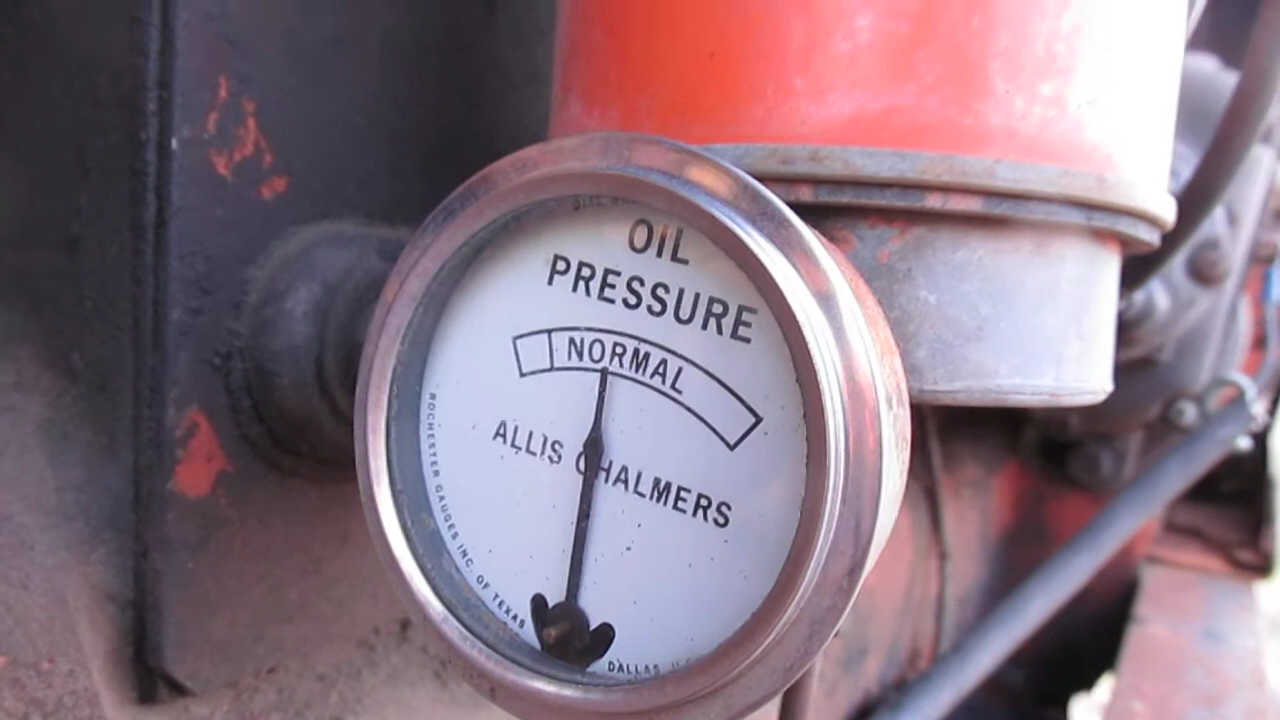 OIL
PRESSURE
NORMAL
ALLIS CHALMERS
ROCHESTER GAUGES INC. OF TEXAS
DALLAS